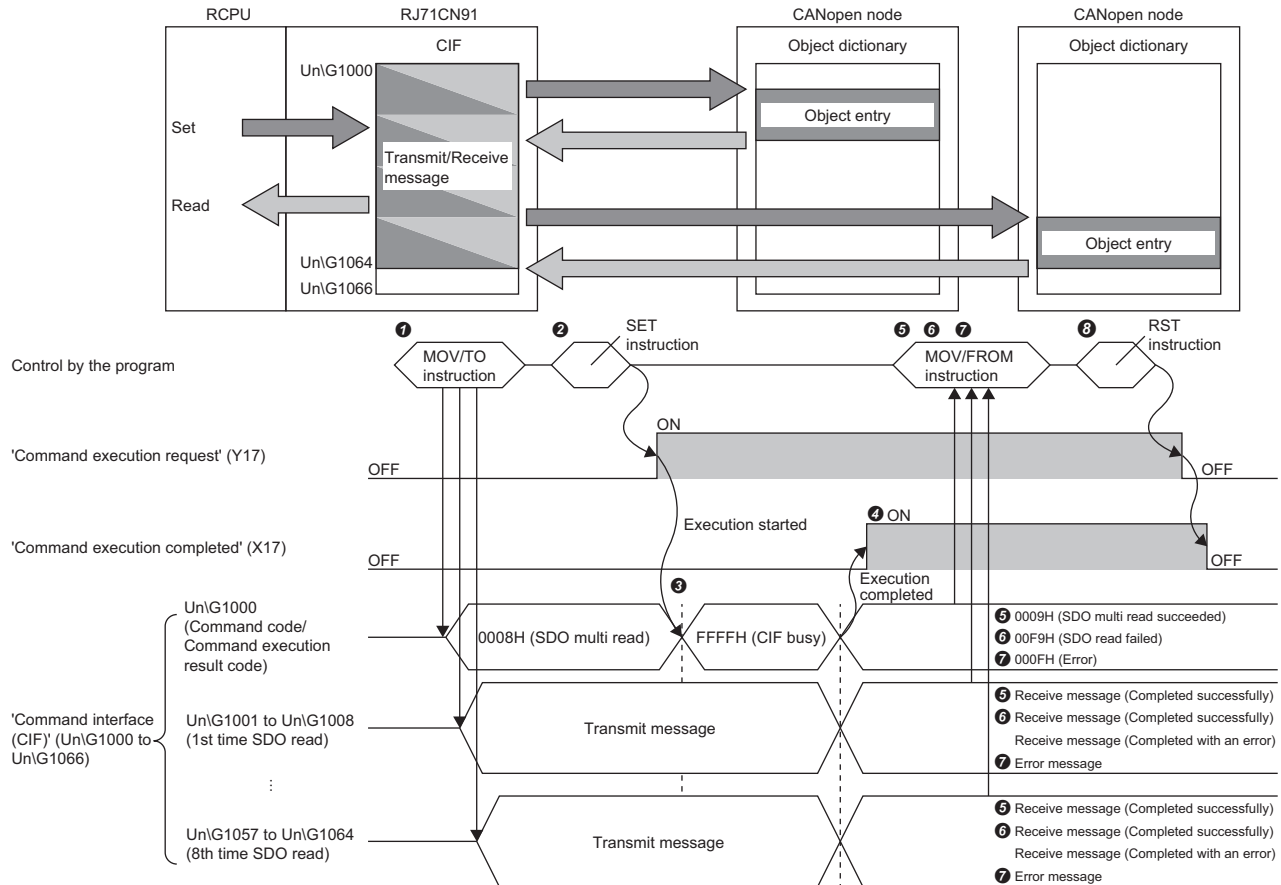 RCPU
RJ71CN91
CANopen node
CANopen node
CIF
Object dictionary
Object dictionary
Un\G1000
Object entry
Set
Transmit/Receive
message
Read
Object entry
Un\G1064
Un\G1066
❶
❷
SET
instruction
❺ ❻ ❼
❽
RST
instruction
Control by the program
MOV/TO
instruction
MOV/FROM
instruction
ON
'Command execution request' (Y17)
OFF
OFF
Execution started
❹ ON
'Command execution completed' (X17)
OFF
OFF
Execution
completed
❸
Un\G1000
(Command code/
Command execution
result code)
0008H (SDO multi read)
FFFFH (CIF busy)
❺ 0009H (SDO multi read succeeded)
❻ 00F9H (SDO read failed)
❼ 000FH (Error)
'Command interface
(CIF)' (Un\G1000 to
Un\G1066)
Un\G1001 to Un\G1008
(1st time SDO read)
Transmit message
❺ Receive message (Completed successfully)
❻ Receive message (Completed successfully)
Receive message (Completed with an error)
❼ Error message
...
Un\G1057 to Un\G1064
(8th time SDO read)
Transmit message
❺ Receive message (Completed successfully)
❻ Receive message (Completed successfully)
Receive message (Completed with an error)
❼ Error message